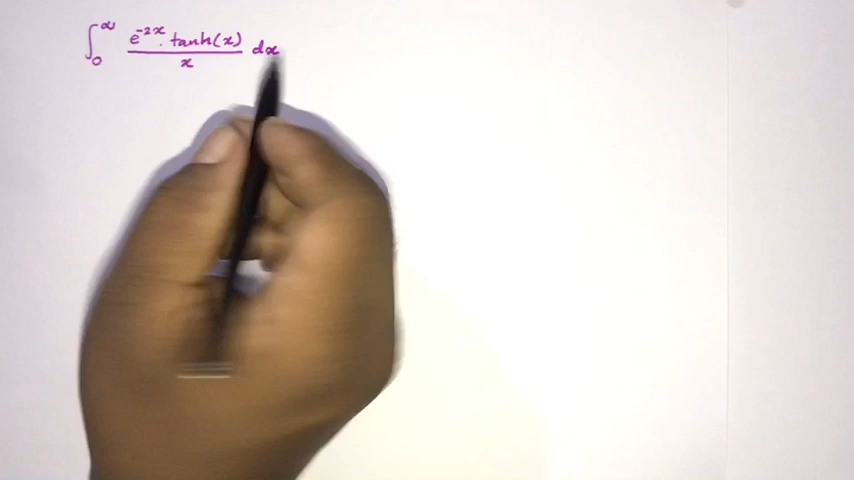 ∫₀^∞ (e^{-2x} · tanh(x)) / x dx